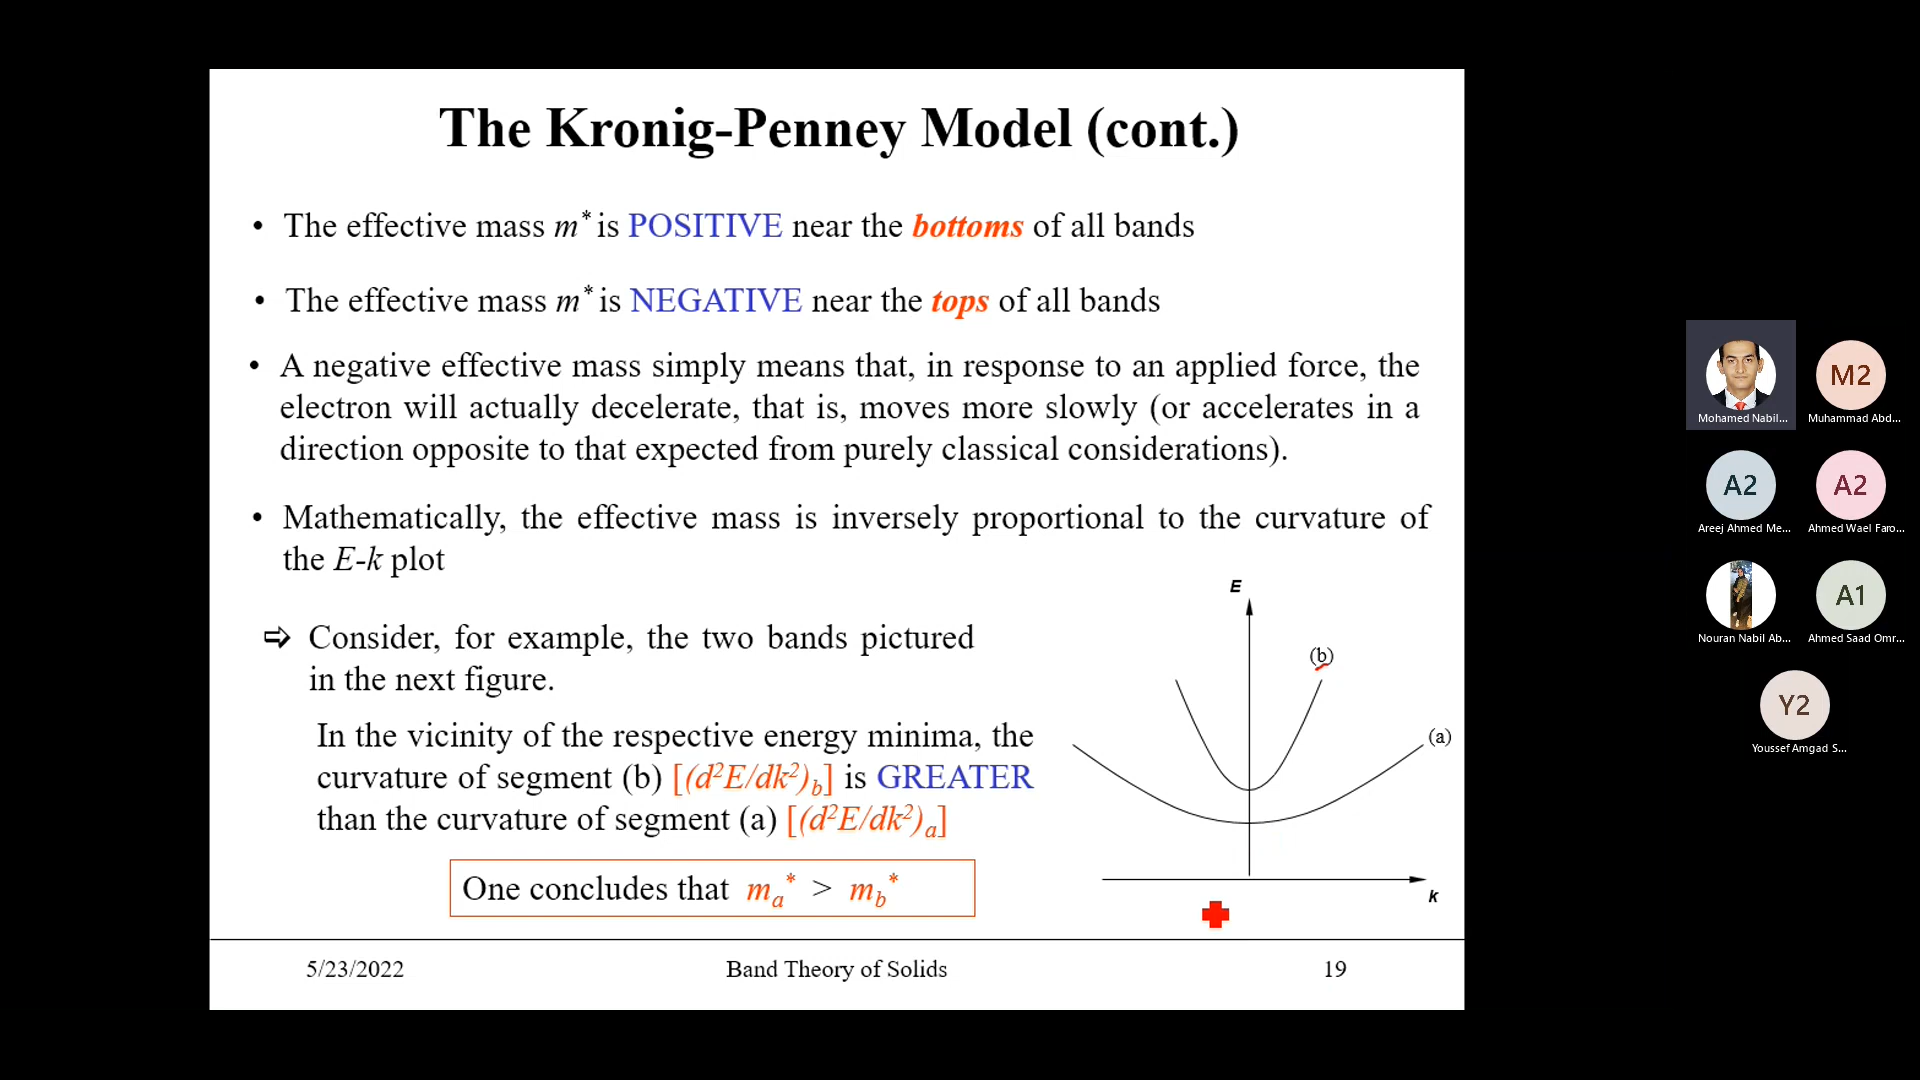 The Kronig-Penney Model (cont.)
• The effective mass m* is POSITIVE near the bottoms of all bands
• The effective mass m* is NEGATIVE near the tops of all bands
• A negative effective mass simply means that, in response to an applied force, the
electron will actually decelerate, that is, moves more slowly (or accelerates in a
direction opposite to that expected from purely classical considerations).
• Mathematically, the effective mass is inversely proportional to the curvature of
the E-k plot
⇨ Consider, for example, the two bands pictured
in the next figure.
In the vicinity of the respective energy minima, the
curvature of segment (b) [(d²E/dk²)b] is GREATER
than the curvature of segment (a) [(d²E/dk²)a]
One concludes that ma* > mb*
E
(b)
(a)
k
5/23/2022 Band Theory of Solids 19
Mohamed Nabil...
M2
Muhammad Abd...
A2
Areej Ahmed Me...
A2
Ahmed Wael Faro...
Nouran Nabil Ab...
A1
Ahmed Saad Omr...
Y2
Youssef Amgad S...